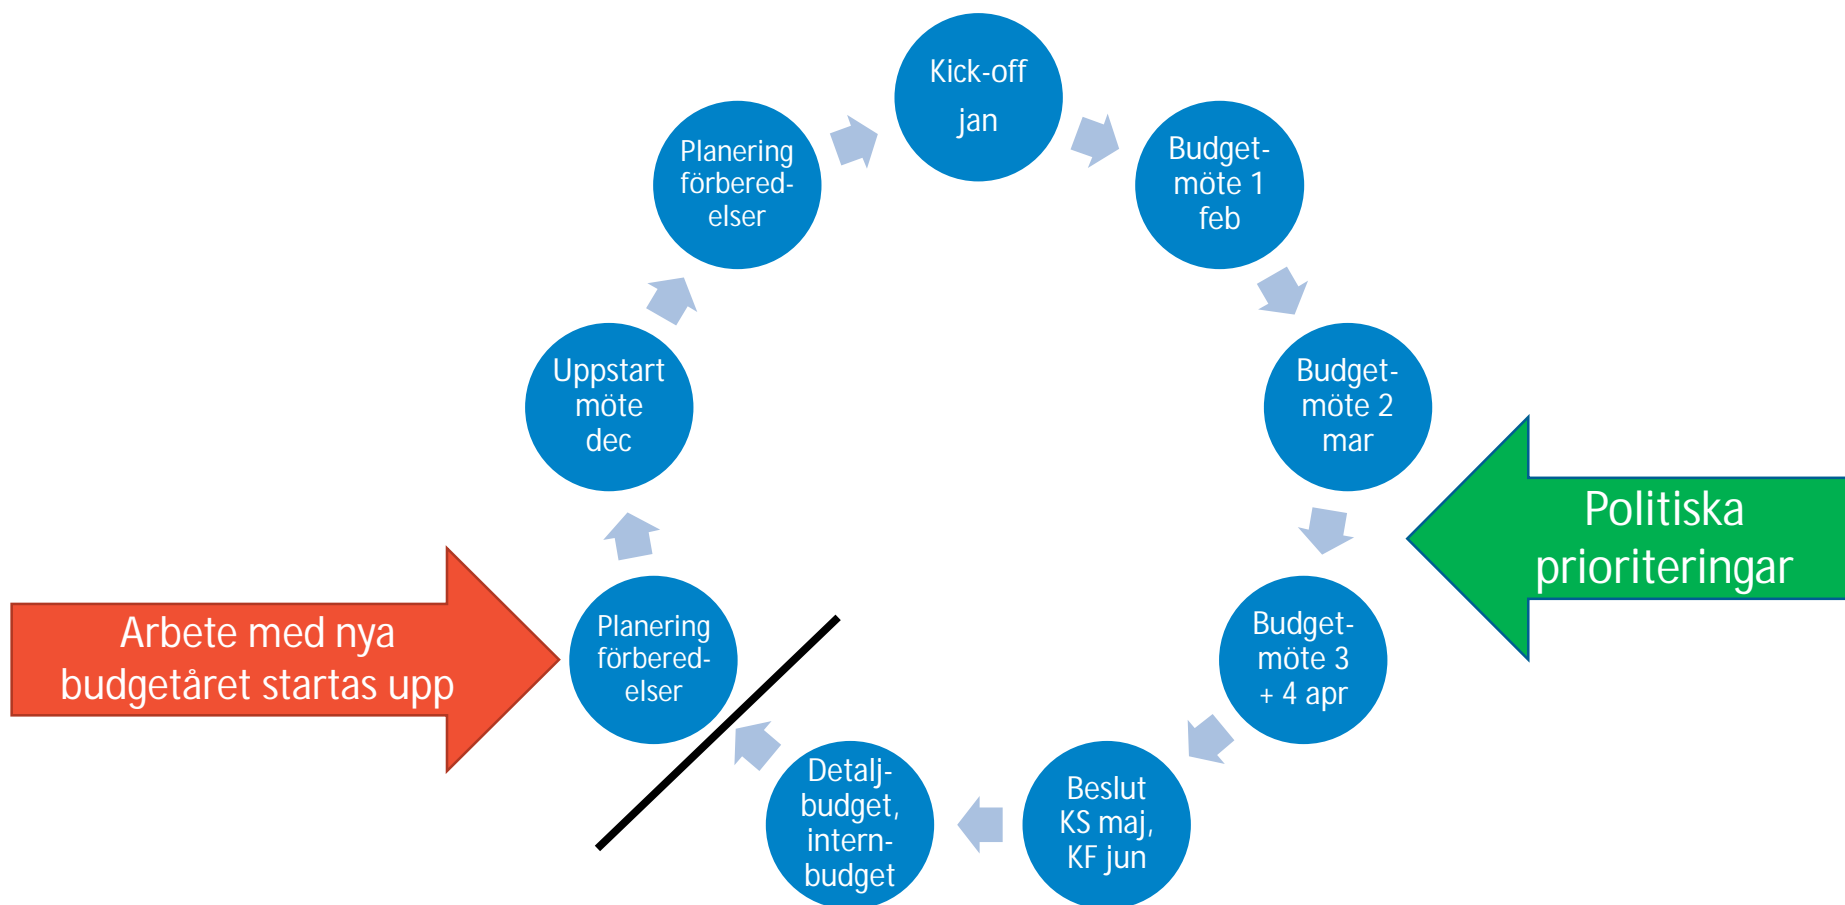 Kick-off
jan
Budget-
möte 1
feb
Budget-
möte 2
mar
Politiska
prioriteringar
Budget-
möte 3
+ 4 apr
Beslut
KS maj,
KF jun
Detalj-
budget,
intern-
budget
Arbete med nya
budgetåret startas upp
Planering
förbered-
elser
Uppstart
möte
dec
Planering
förbered-
elser